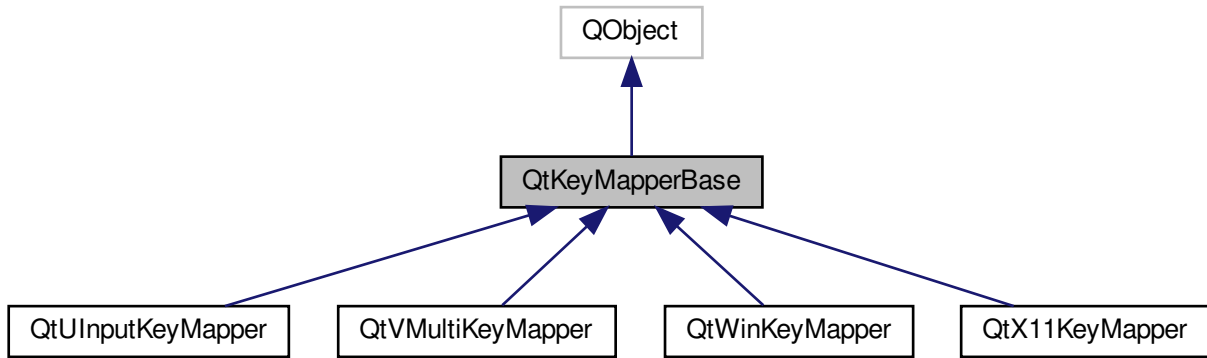 QObject
QtKeyMapperBase
QtUInputKeyMapper
QtVMultiKeyMapper
QtWinKeyMapper
QtX11KeyMapper